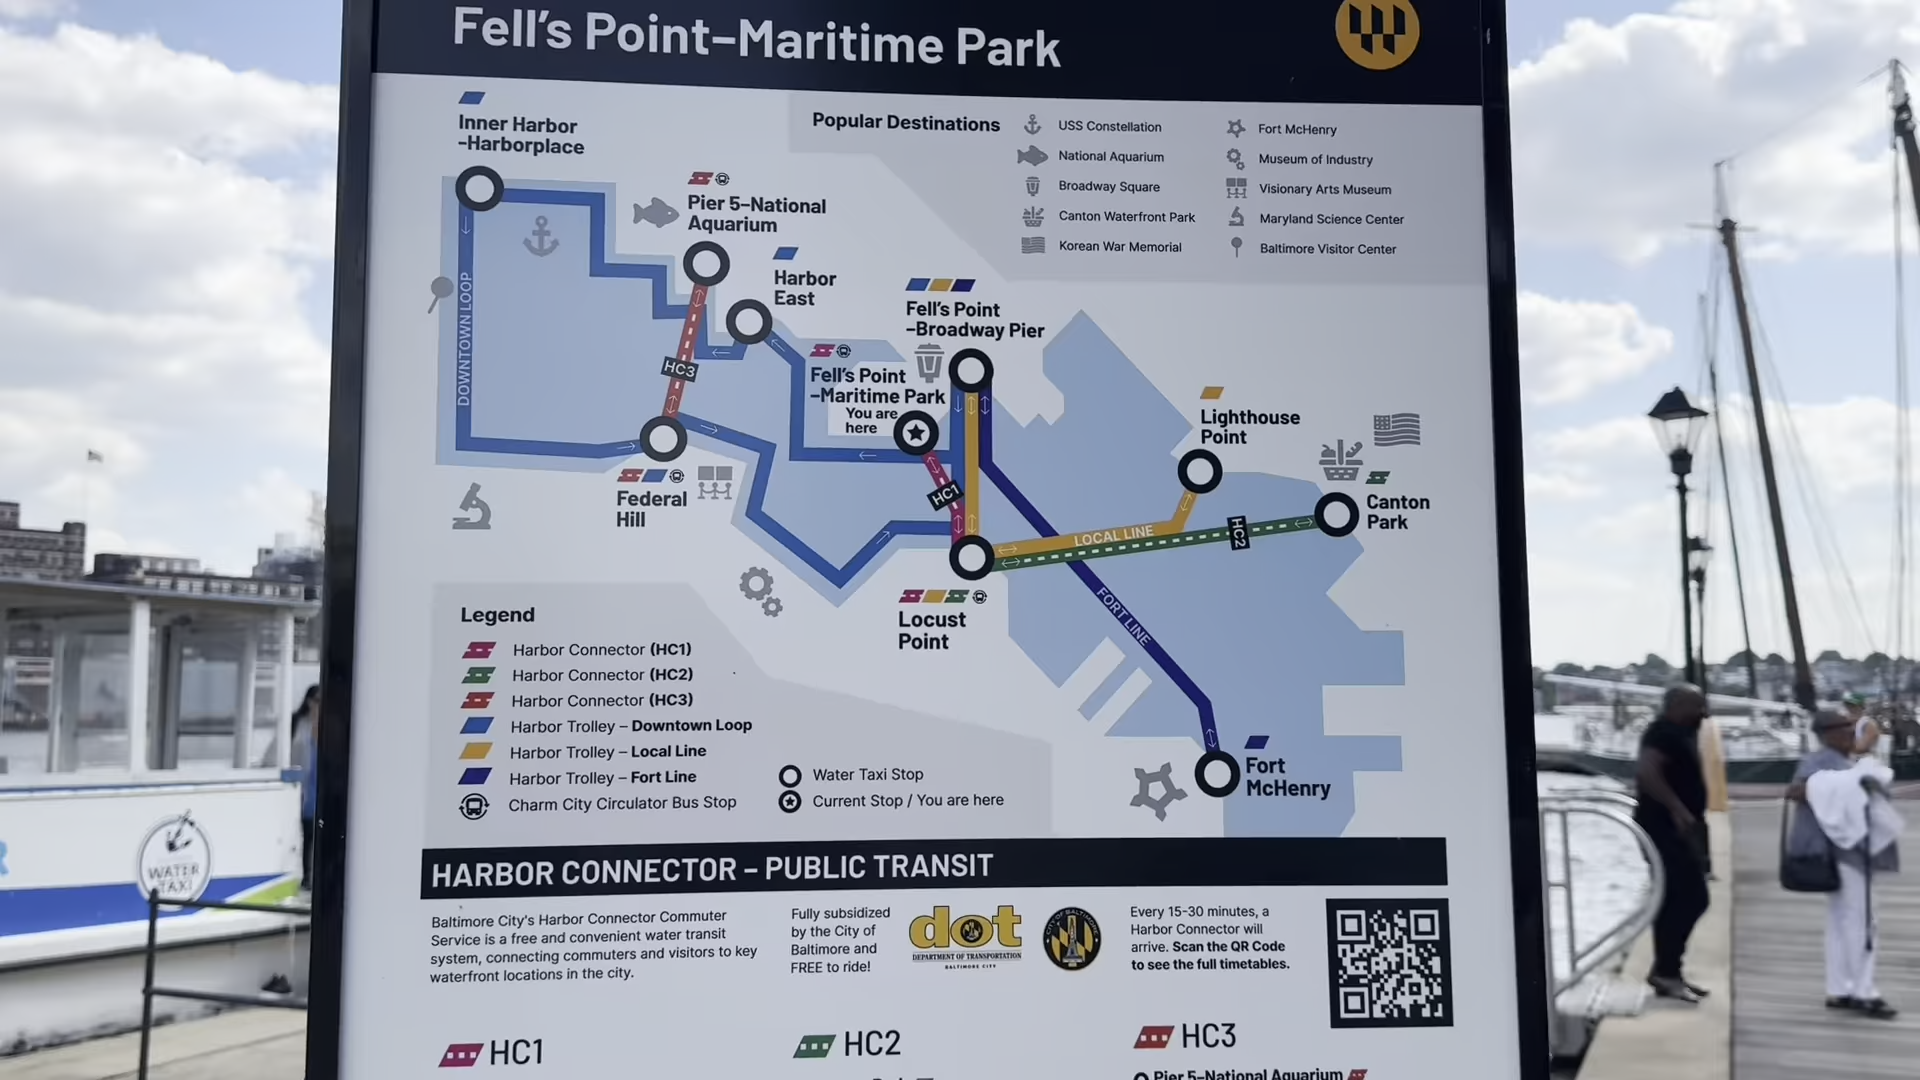 Fell's Point–Maritime Park
Inner Harbor
-Harborplace
Popular Destinations
USS Constellation
National Aquarium
Broadway Square
Canton Waterfront Park
Korean War Memorial
Fort McHenry
Museum of Industry
Visionary Arts Museum
Maryland Science Center
Baltimore Visitor Center
Pier 5–National
Aquarium
Harbor
East
Fell's Point
-Broadway Pier
DOWNTOWN LOOP
HC3
Fell's Point
-Maritime Park
You are
here
HC1
Lighthouse
Point
Canton
Park
LOCAL LINE
HC2
Federal
Hill
FORT LINE
Locust
Point
Fort
McHenry
Legend
Harbor Connector (HC1)
Harbor Connector (HC2)
Harbor Connector (HC3)
Harbor Trolley – Downtown Loop
Harbor Trolley – Local Line
Harbor Trolley – Fort Line
Charm City Circulator Bus Stop
Water Taxi Stop
Current Stop / You are here
WATER
TAXI
HARBOR CONNECTOR – PUBLIC TRANSIT
Baltimore City's Harbor Connector Commuter
Service is a free and convenient water transit
system, connecting commuters and visitors to key
waterfront locations in the city.
Fully subsidized
by the City of
Baltimore and
FREE to ride!
dot
DEPARTMENT OF TRANSPORTATION
BALTIMORE CITY
CITY OF BALTIMORE
Every 15-30 minutes, a
Harbor Connector will
arrive. Scan the QR Code
to see the full timetables.
HC1
HC2
HC3
Pier 5–National Aquarium